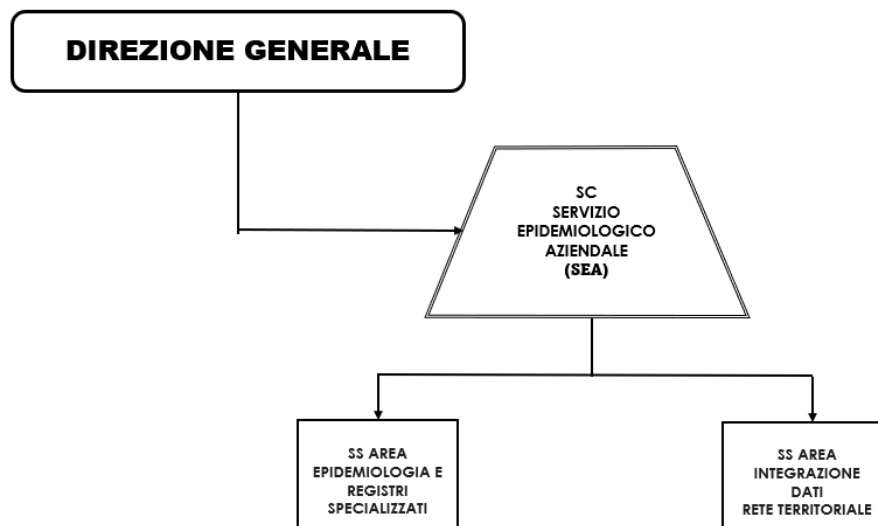 DIREZIONE GENERALE
SC
SERVIZIO
EPIDEMIOLOGICO
AZIENDALE
(SEA)
SS AREA
EPIDEMIOLOGIA E
REGISTRI
SPECIALIZZATI
SS AREA
INTEGRAZIONE
DATI
RETE TERRITORIALE